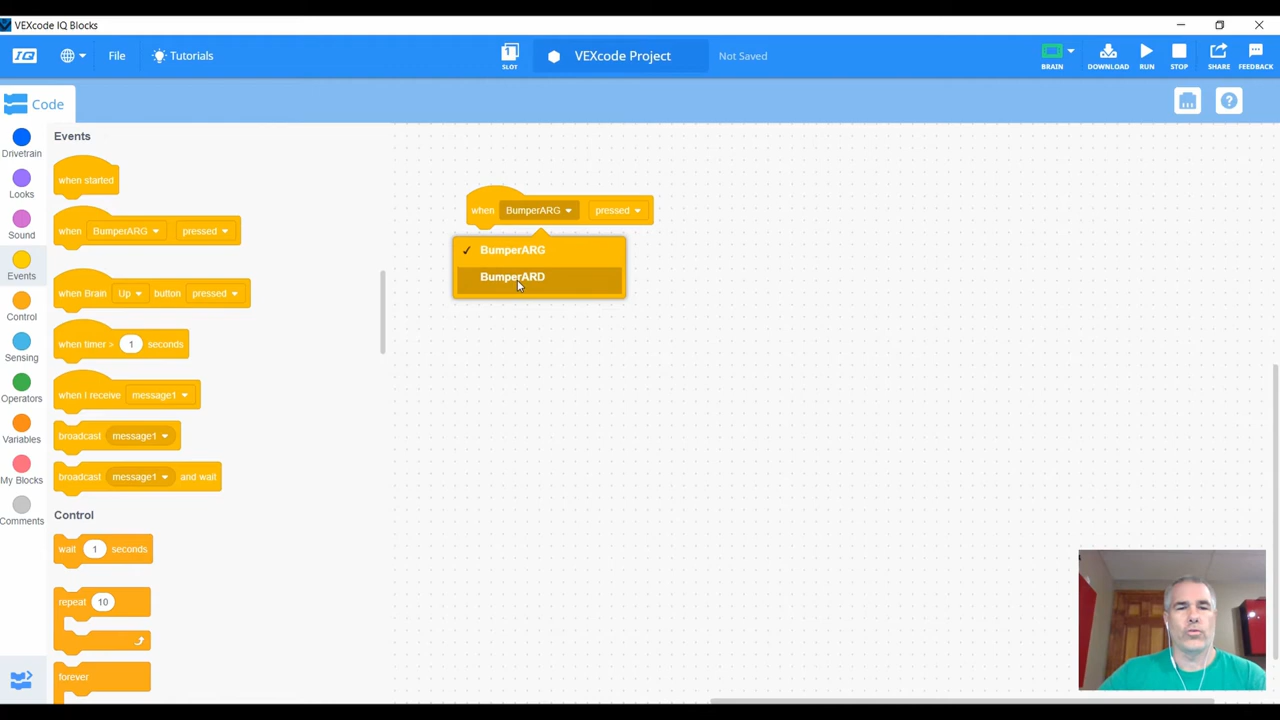 VEXcode IQ Blocks
IQ
File
Tutorials
1
SLOT
VEXcode Project
Not Saved
BRAIN
DOWNLOAD
RUN
STOP
SHARE
FEEDBACK
Code
?
Drivetrain
Looks
Sound
Events
Control
Sensing
Operators
Variables
My Blocks
Comments
Events
when started
when BumperARG pressed
when Brain Up button pressed
when timer > 1 seconds
when I receive message1
broadcast message1
broadcast message1 and wait
Control
wait 1 seconds
repeat 10
forever
when BumperARG pressed
✓ BumperARG
BumperARD